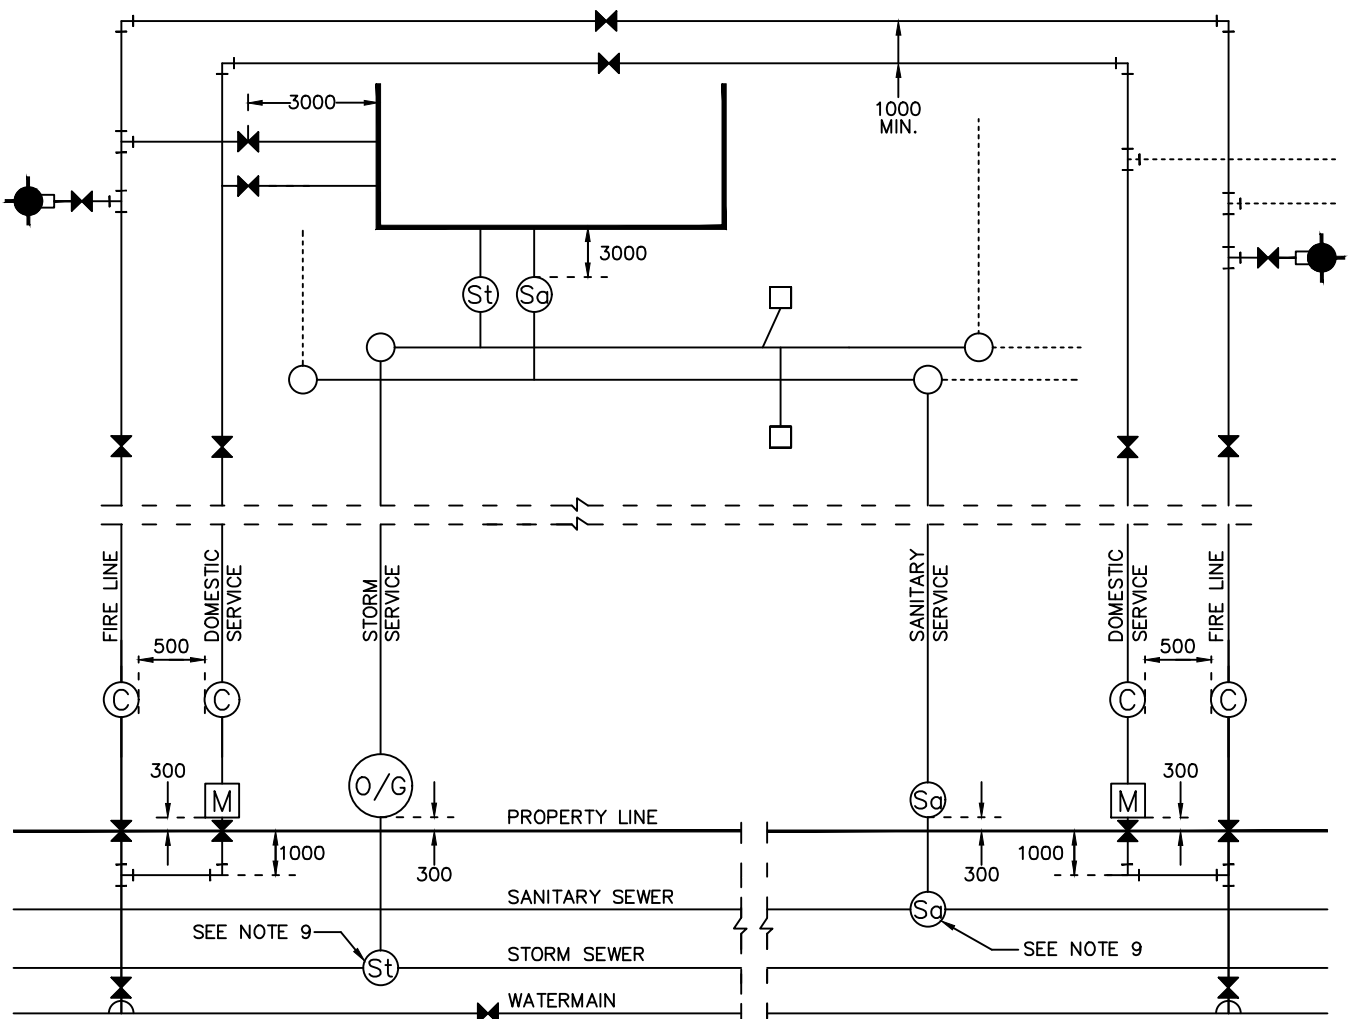 3000
1000
MIN.
3000
St
Sa
FIRE LINE
DOMESTIC
SERVICE
STORM
SERVICE
SANITARY
SERVICE
DOMESTIC
SERVICE
FIRE LINE
500
500
C
C
C
C
300
300
M
O/G
Sa
M
PROPERTY LINE
1000
300
300
1000
SANITARY SEWER
Sa
SEE NOTE 9
SEE NOTE 9
STORM SEWER
St
WATERMAIN